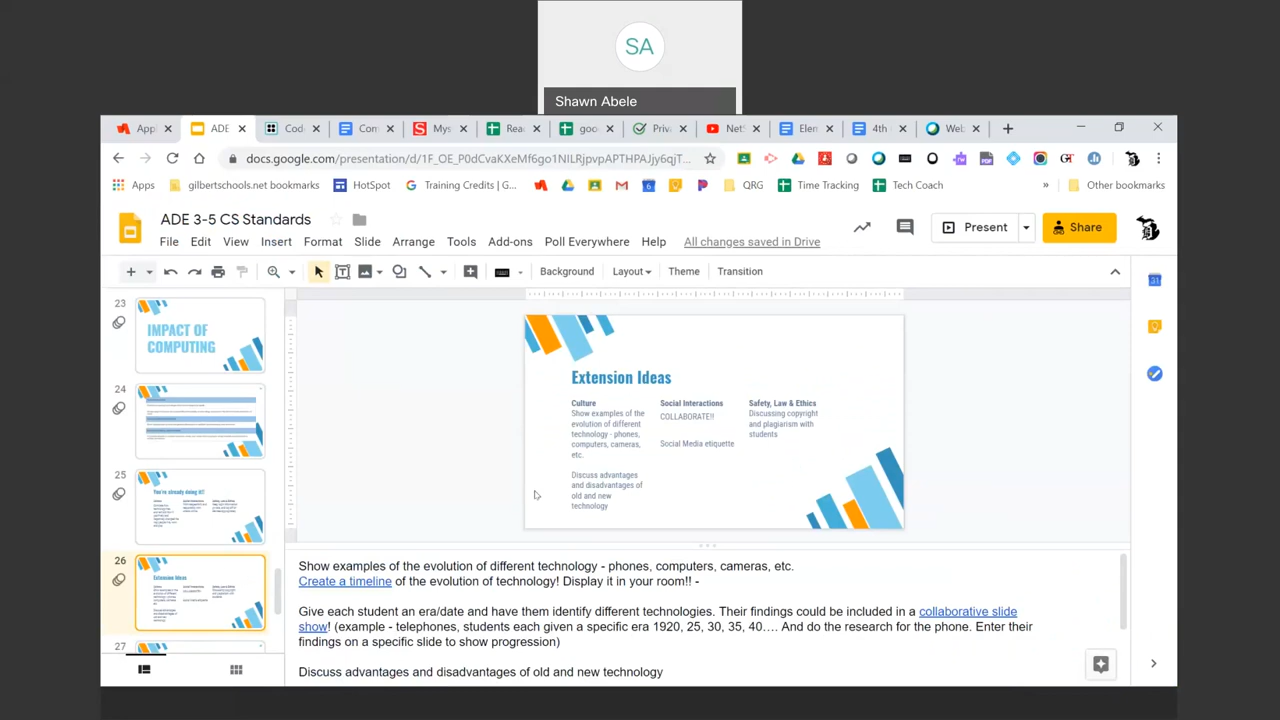 SA
Shawn Abele
Appl
ADE
Cod
Com
Mys
Rea
goo
Priva
NetS
Elem
4th
Web
docs.google.com/presentation/d/1F_OE_P0dCvaKXeMf6go1NILRjpvpAPTHPAJjy6qjT...
Apps
gilbertschools.net bookmarks
HotSpot
Training Credits | G...
QRG
Time Tracking
Tech Coach
»
Other bookmarks
ADE 3-5 CS Standards
File Edit View Insert Format Slide Arrange Tools Add-ons Poll Everywhere Help All changes saved in Drive
Present
Share
Background Layout Theme Transition
23
IMPACT OF
COMPUTING
24
25
You're already doing it!
26
Extension Ideas
27
Extension Ideas
Culture
Show examples of the
evolution of different
technology - phones,
computers, cameras,
etc.
Discuss advantages
and disadvantages of
old and new
technology
Social Interactions
COLLABORATE!!
Social Media etiquette
Safety, Law & Ethics
Discussing copyright
and plagiarism with
students
Show examples of the evolution of different technology - phones, computers, cameras, etc.
Create a timeline of the evolution of technology! Display it in your room!! -
Give each student an era/date and have them identify different technologies. Their findings could be included in a collaborative slide
show! (example - telephones, students each given a specific era 1920, 25, 30, 35, 40.... And do the research for the phone. Enter their
findings on a specific slide to show progression)
Discuss advantages and disadvantages of old and new technology